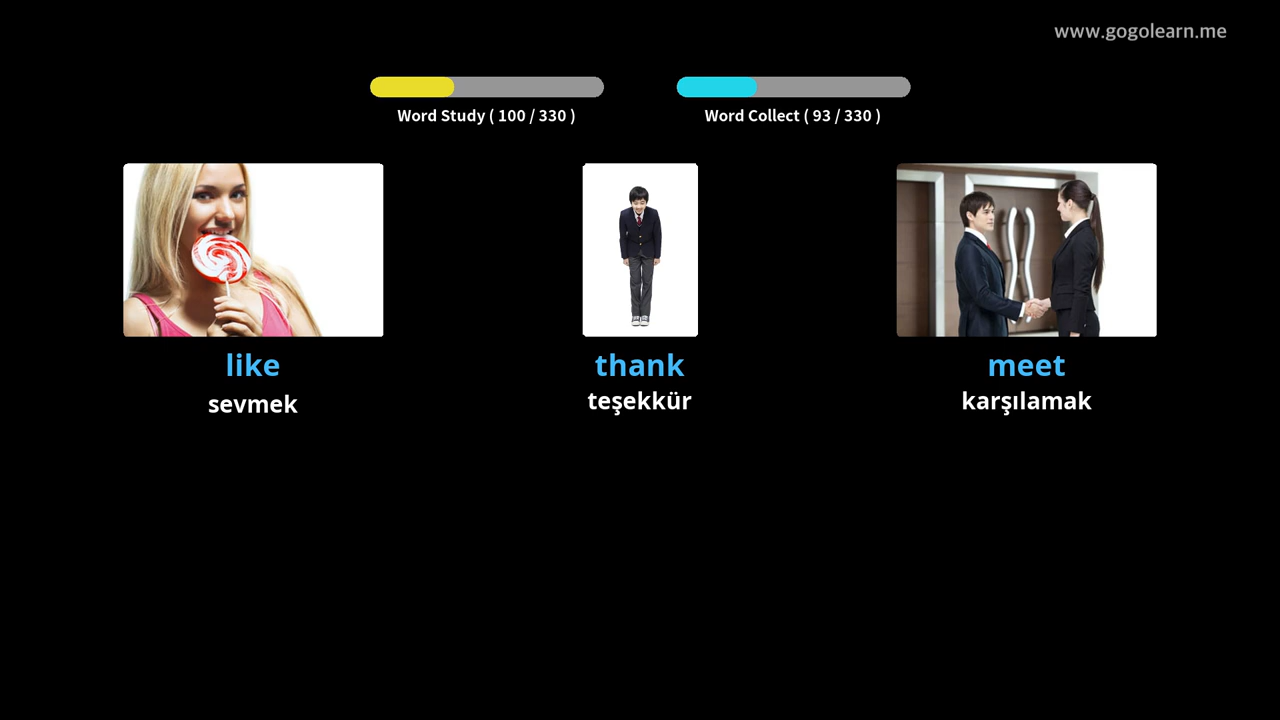 www.gogolearn.me
Word Study ( 100 / 330 )
Word Collect ( 93 / 330 )
like
sevmek
thank
teşekkür
meet
karşılamak